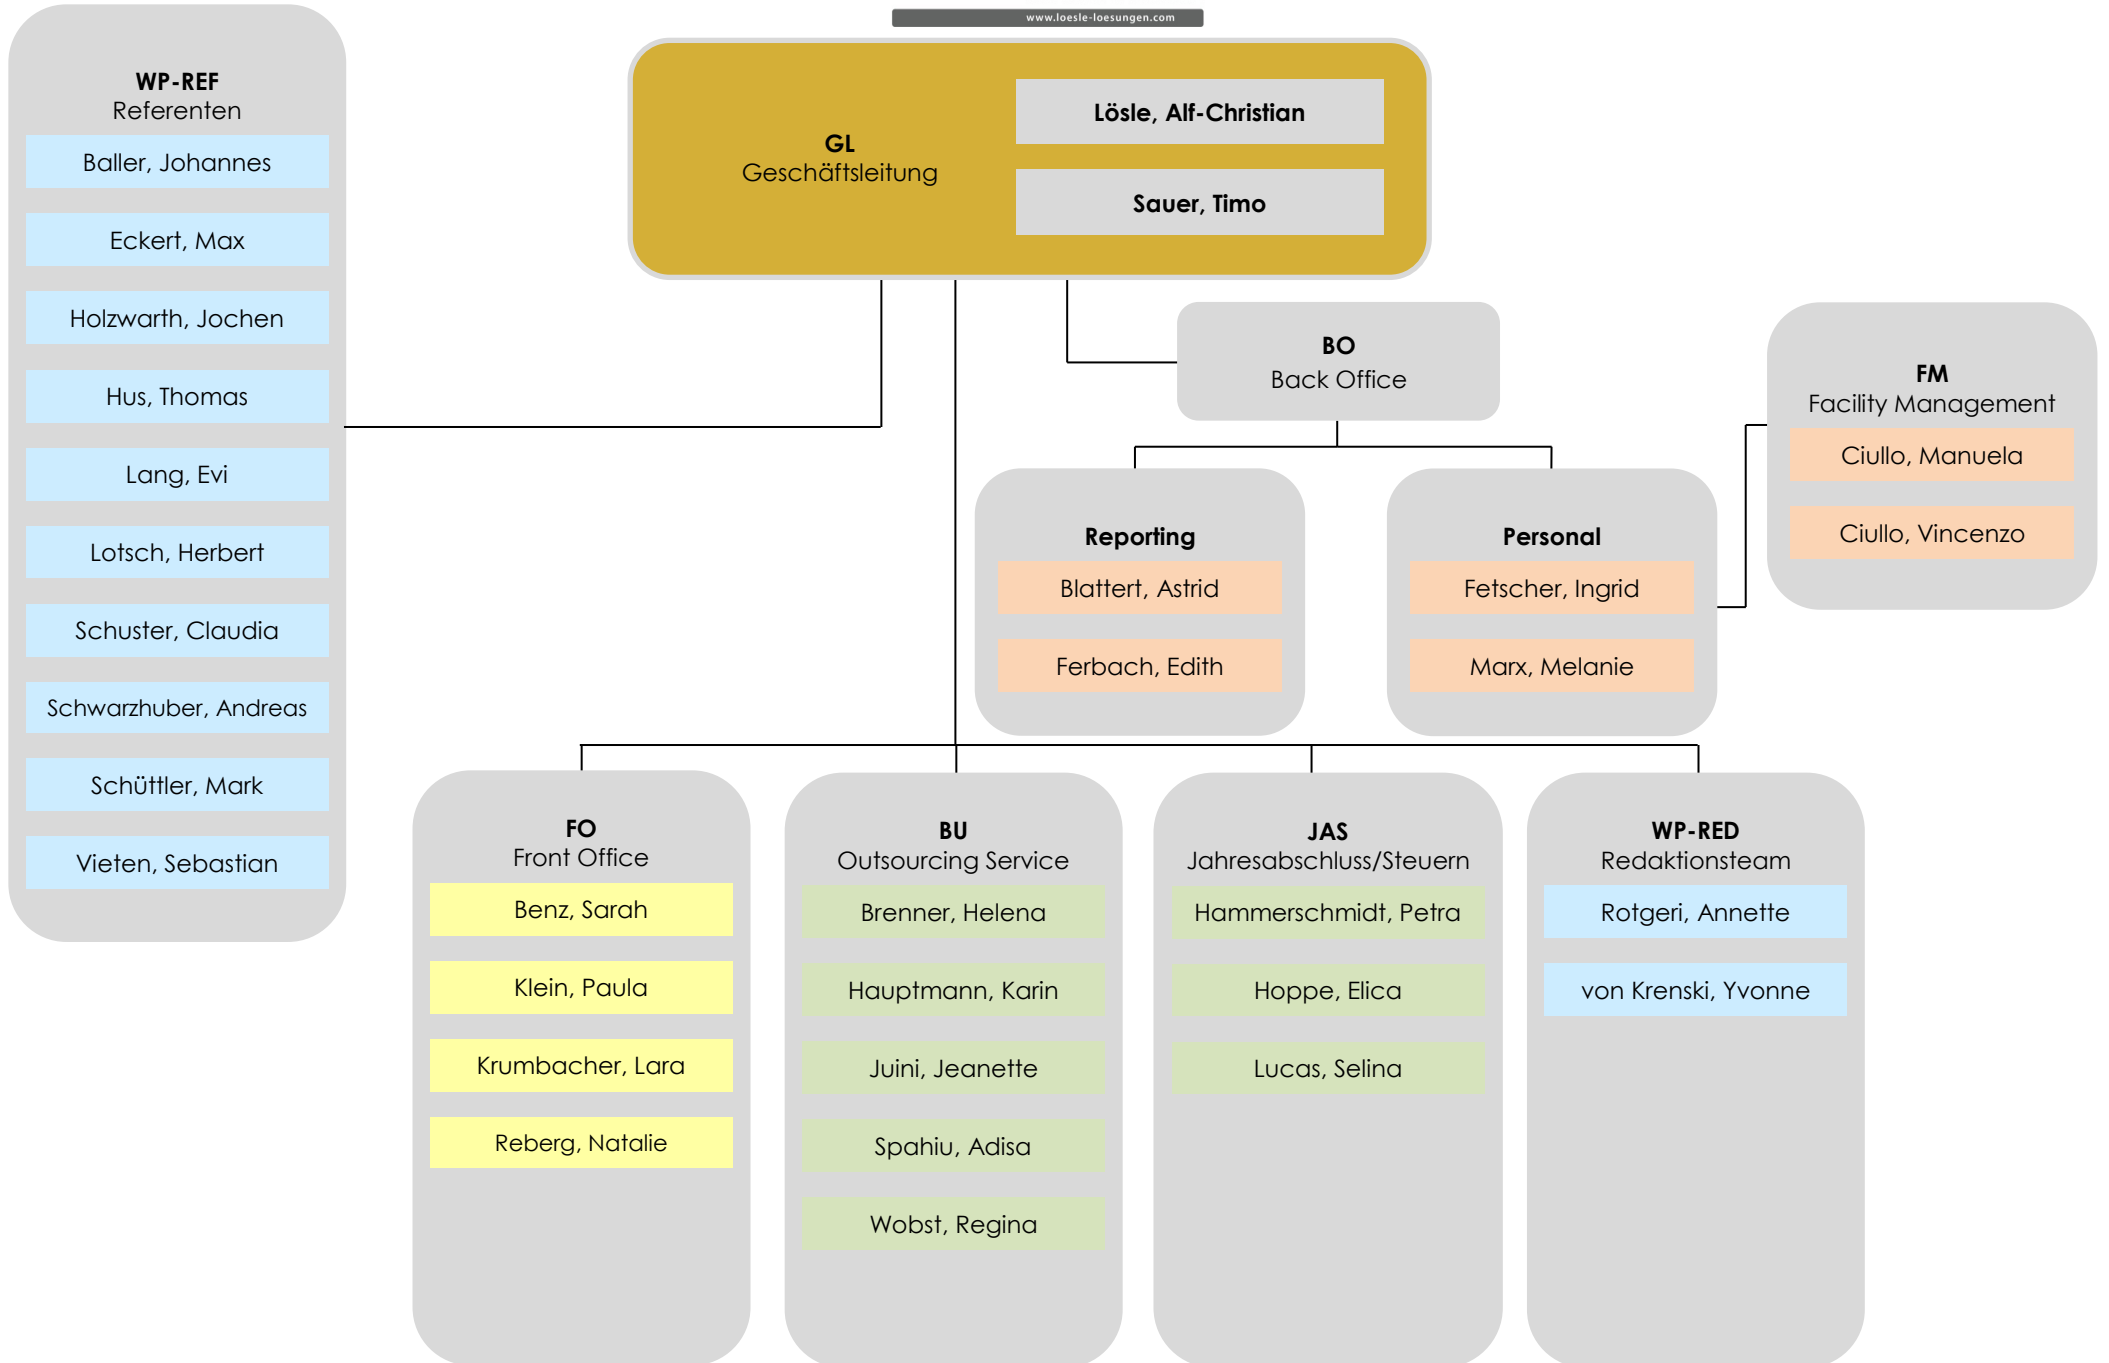 www.loesle-loesungen.com
WP-REF
Referenten
Baller, Johannes
Eckert, Max
Holzwarth, Jochen
Hus, Thomas
Lang, Evi
Lotsch, Herbert
Schuster, Claudia
Schwarzhuber, Andreas
Schüttler, Mark
Vieten, Sebastian
GL
Geschäftsleitung
Lösle, Alf-Christian
Sauer, Timo
BO
Back Office
FM
Facility Management
Ciullo, Manuela
Ciullo, Vincenzo
Reporting
Blattert, Astrid
Ferbach, Edith
Personal
Fetscher, Ingrid
Marx, Melanie
FO
Front Office
Benz, Sarah
Klein, Paula
Krumbacher, Lara
Reberg, Natalie
BU
Outsourcing Service
Brenner, Helena
Hauptmann, Karin
Juini, Jeanette
Spahiu, Adisa
Wobst, Regina
JAS
Jahresabschluss/Steuern
Hammerschmidt, Petra
Hoppe, Elica
Lucas, Selina
WP-RED
Redaktionsteam
Rotgeri, Annette
von Krenski, Yvonne